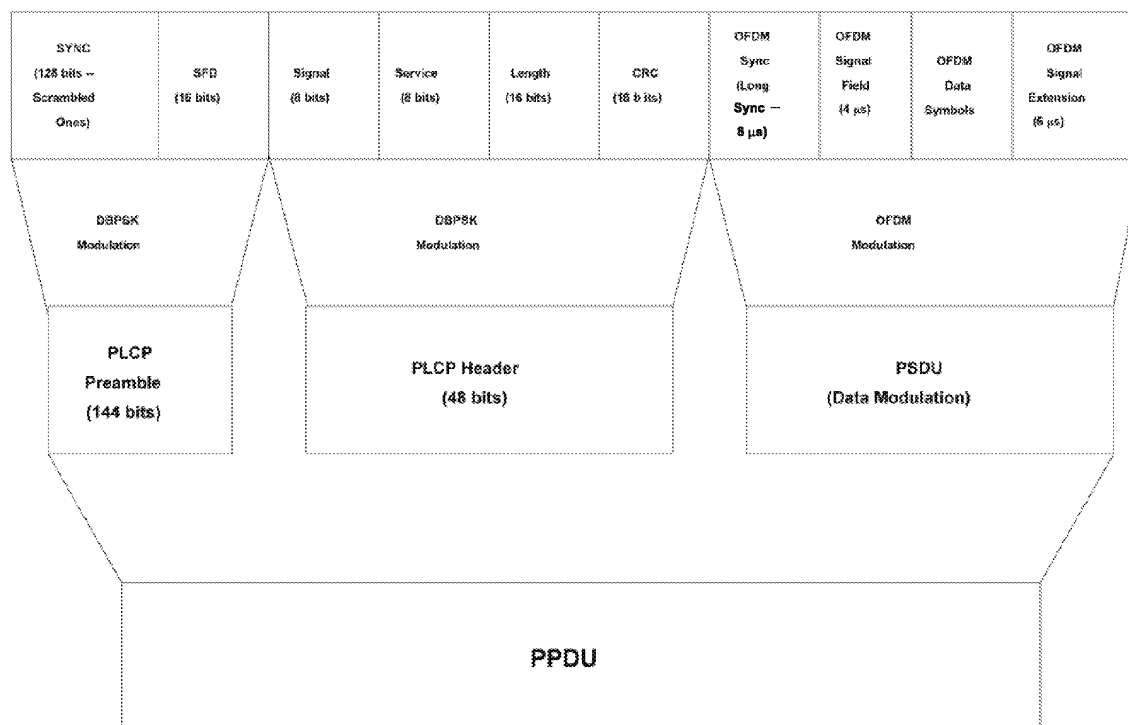 SYNC
(128 bits --
Scrambled
Ones)
SFD
(16 bits)
Signal
(8 bits)
Service
(8 bits)
Length
(16 bits)
CRC
(16 bits)
OFDM
Sync
(Long
Sync —
8 µs)
OFDM
Signal
Field
(4 µs)
OFDM
Data
Symbols
OFDM
Signal
Extension
(6 µs)
DBPSK
Modulation
DBPSK
Modulation
OFDM
Modulation
PLCP
Preamble
(144 bits)
PLCP Header
(48 bits)
PSDU
(Data Modulation)
PPDU